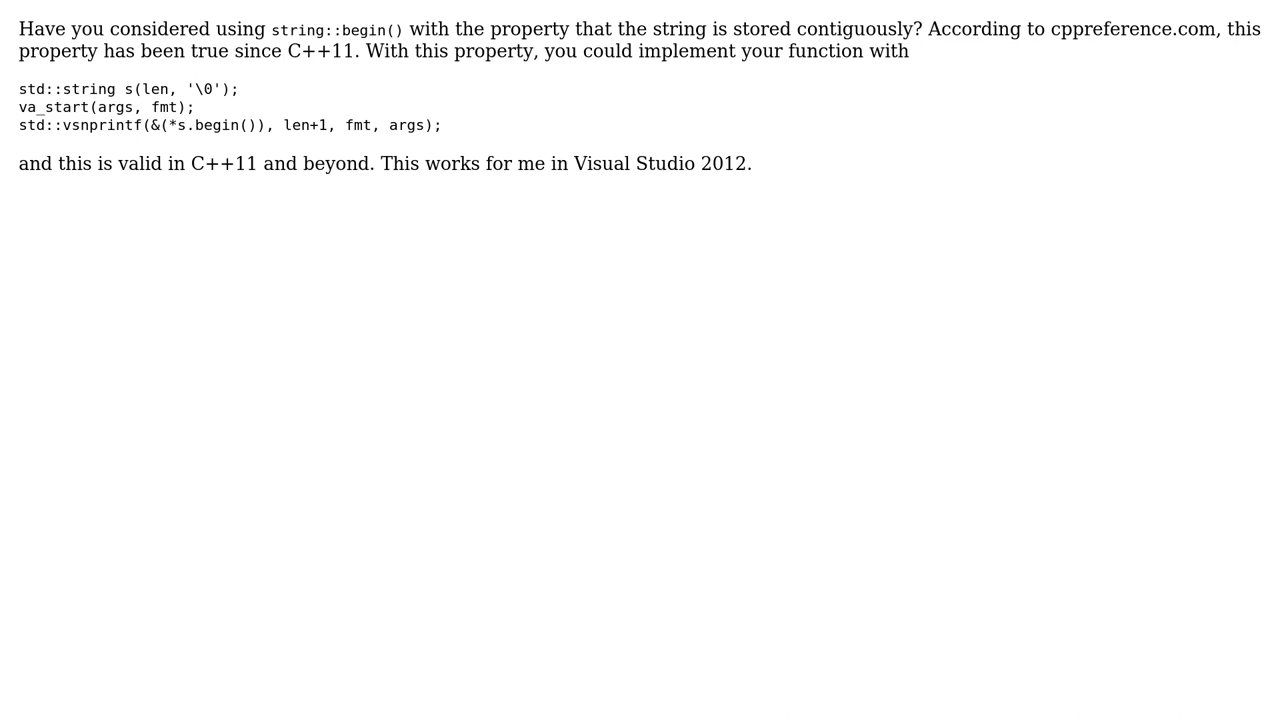 Have you considered using string::begin() with the property that the string is stored contiguously? According to cppreference.com, this
property has been true since C++11. With this property, you could implement your function with
std::string s(len, '\0');
va_start(args, fmt);
std::vsnprintf(&(*s.begin()), len+1, fmt, args);
and this is valid in C++11 and beyond. This works for me in Visual Studio 2012.